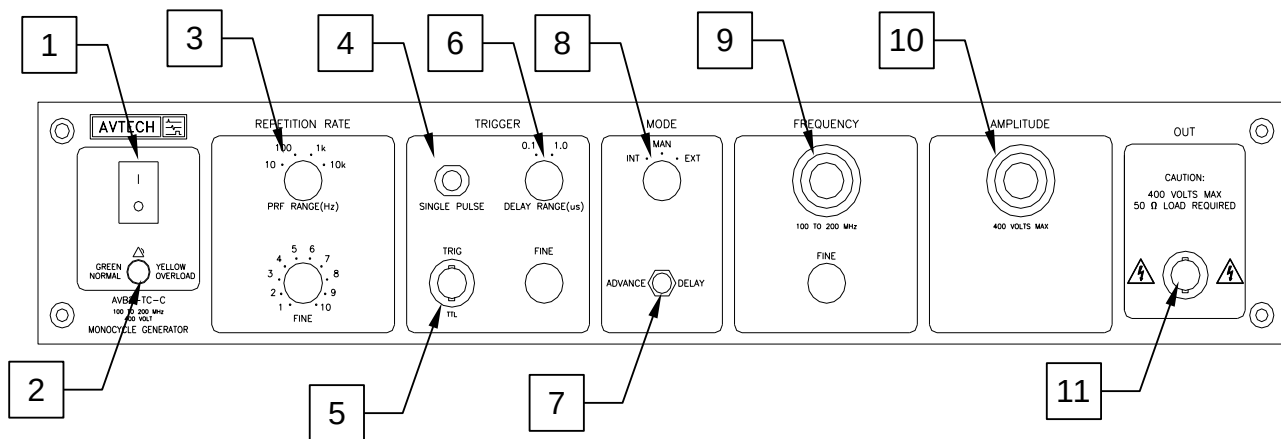 1
3
4
6
8
9
10
AVTECH
REPETITION RATE
TRIGGER
MODE
FREQUENCY
AMPLITUDE
OUT
10 100 1k 10k
PRF RANGE(Hz)
SINGLE PULSE
0.1 1.0
DELAY RANGE(us)
INT MAN EXT
100 TO 200 MHz
400 VOLTS MAX
CAUTION:
400 VOLTS MAX
50 Ω LOAD REQUIRED
I
O
GREEN
NORMAL
YELLOW
OVERLOAD
100 TO 200 MHz
400 VOLT
MONOCYCLE GENERATOR
1 2 3 4 5 6 7 8 9 10
FINE
TRIG
TTL
FINE
ADVANCE
DELAY
FINE
2
5
7
11